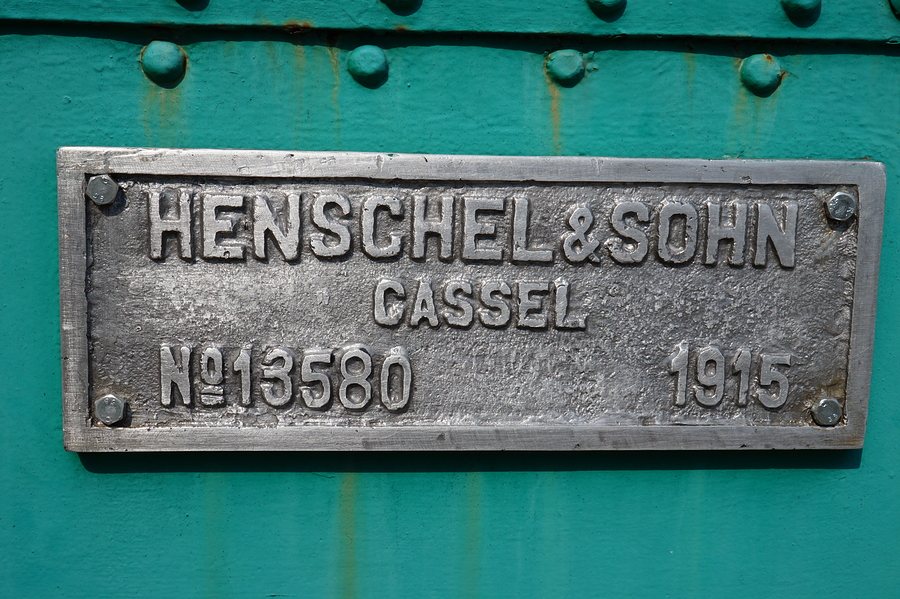 HENSCHEL & SOHN
CASSEL
Nº 13580 1915